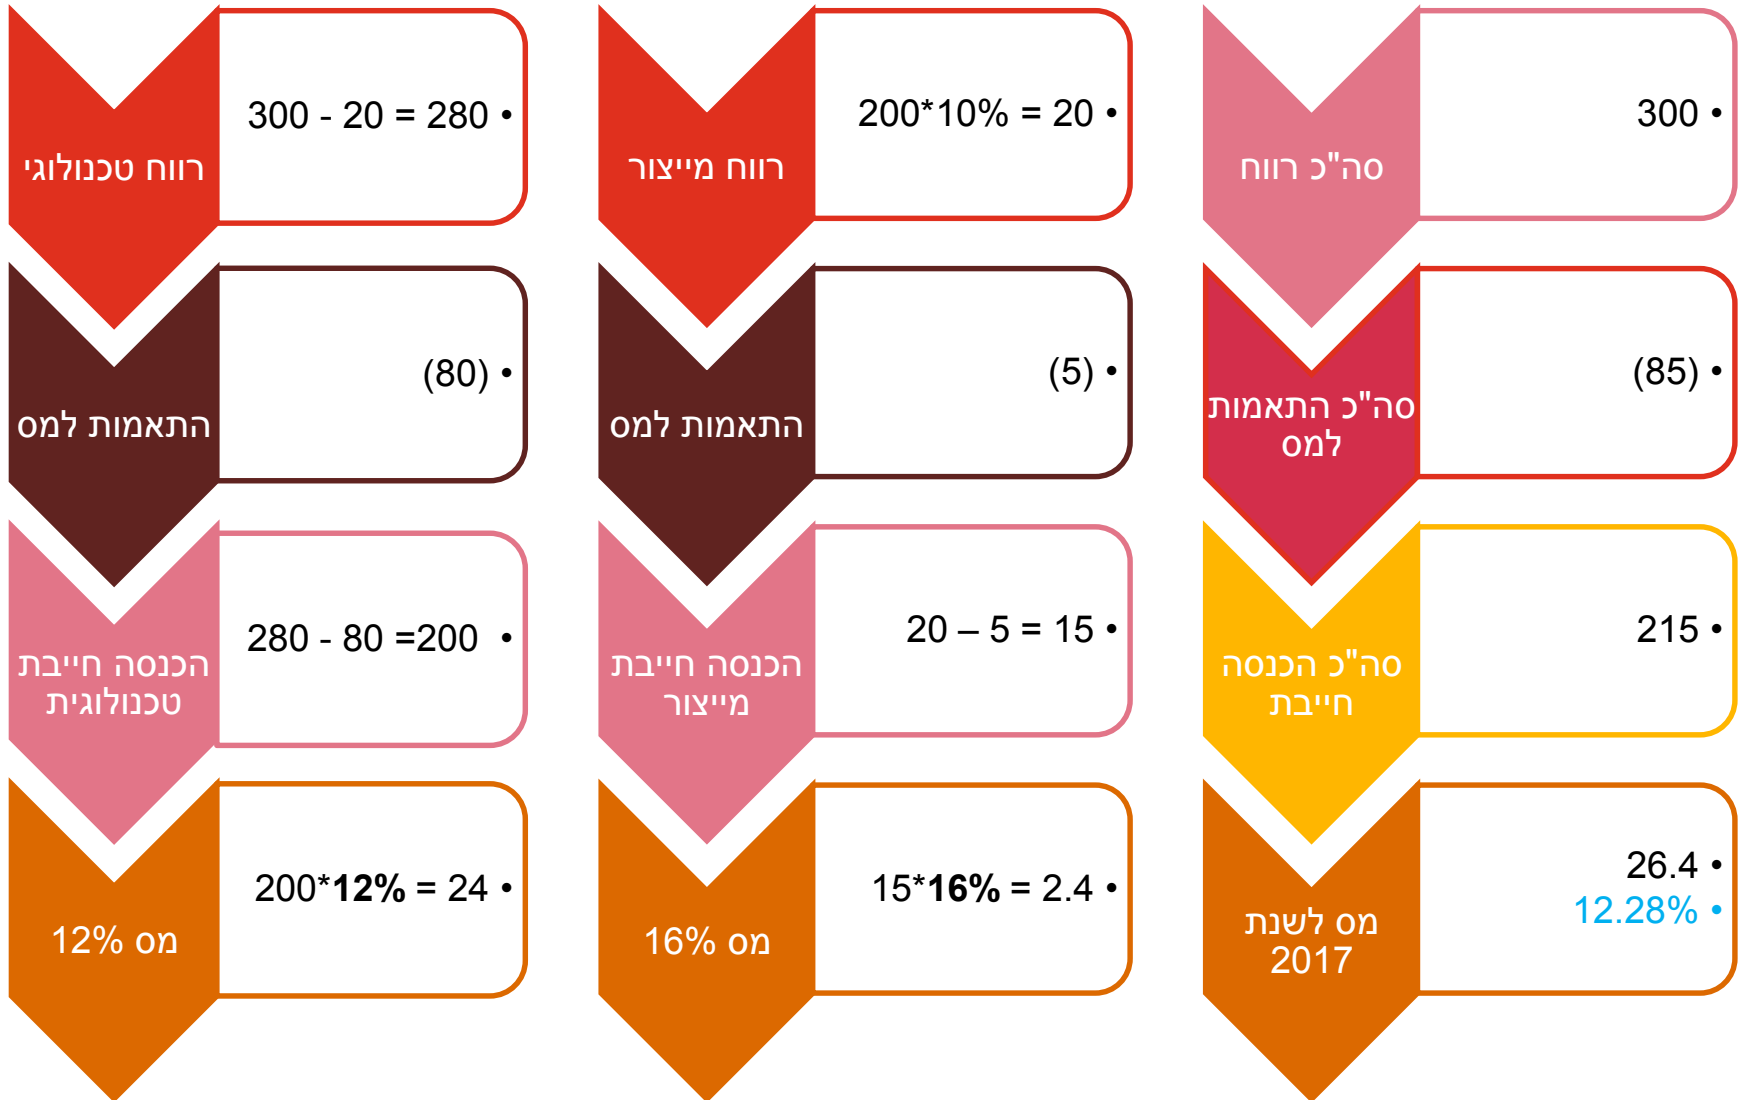 300 •
סה"כ רווח
(85) •
סה"כ התאמות
למס
215 •
סה"כ הכנסה
חייבת
26.4 •
12.28% •
מס לשנת
2017
200*10% = 20 •
רווח מייצור
(5) •
התאמות למס
20 – 5 = 15 •
הכנסה חייבת
מייצור
15*16% = 2.4 •
מס 16%
300 - 20 = 280 •
רווח טכנולוגי
(80) •
התאמות למס
280 - 80 =200 •
הכנסה חייבת
טכנולוגית
200*12% = 24 •
מס 12%